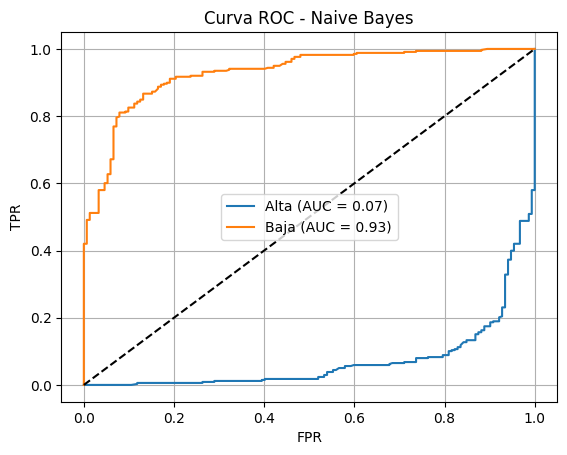 Curva ROC - Naive Bayes
TPR
1.0
0.8
0.6
0.4
0.2
0.0
Alta (AUC = 0.07)
Baja (AUC = 0.93)
0.0 0.2 0.4 0.6 0.8 1.0
FPR